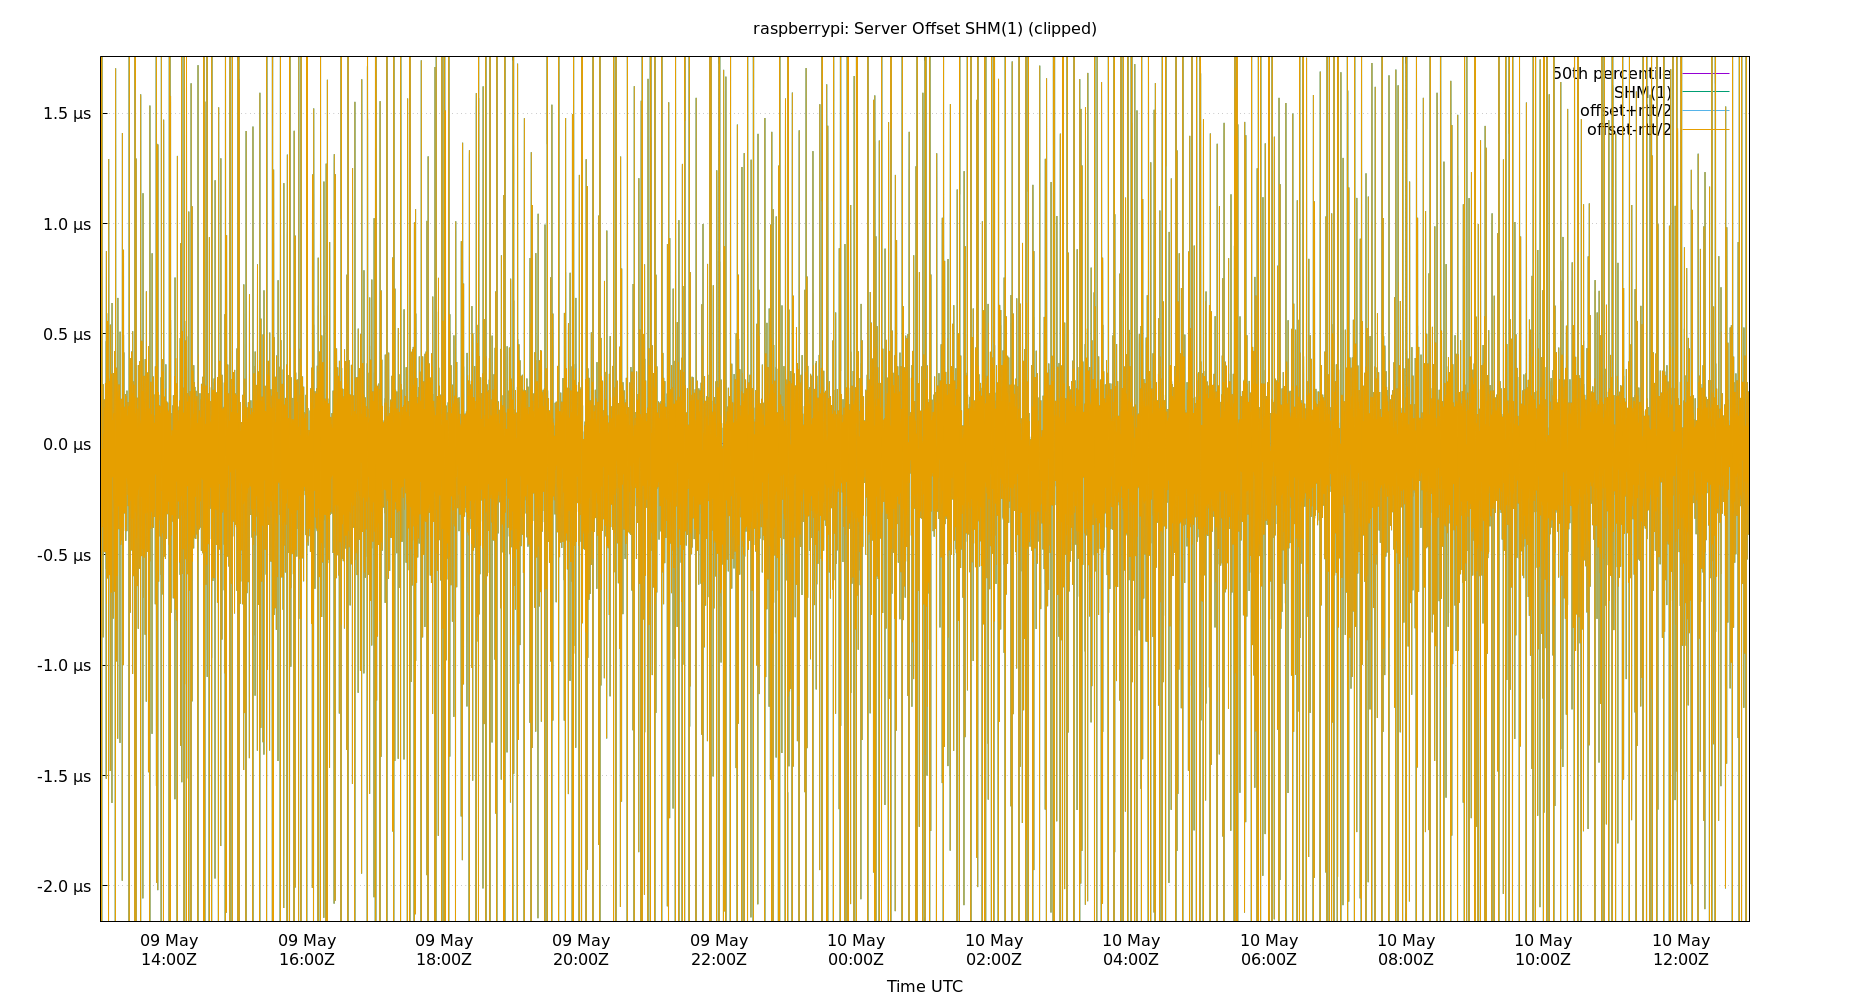 raspberrypi: Server Offset SHM(1) (clipped)
50th percentile
SHM(1)
offset+rtt/2
offset-rtt/2
1.5 µs
1.0 µs
0.5 µs
0.0 µs
-0.5 µs
-1.0 µs
-1.5 µs
-2.0 µs
09 May 09 May 09 May 09 May 09 May 10 May 10 May 10 May 10 May 10 May 10 May 10 May
14:00Z 16:00Z 18:00Z 20:00Z 22:00Z 00:00Z 02:00Z 04:00Z 06:00Z 08:00Z 10:00Z 12:00Z
Time UTC